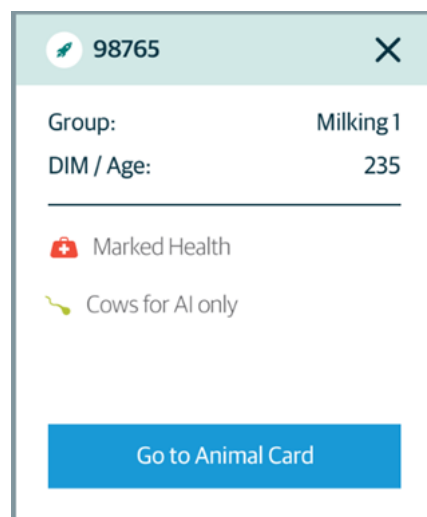 98765
Group: Milking 1
DIM / Age: 235
Marked Health
Cows for AI only
Go to Animal Card